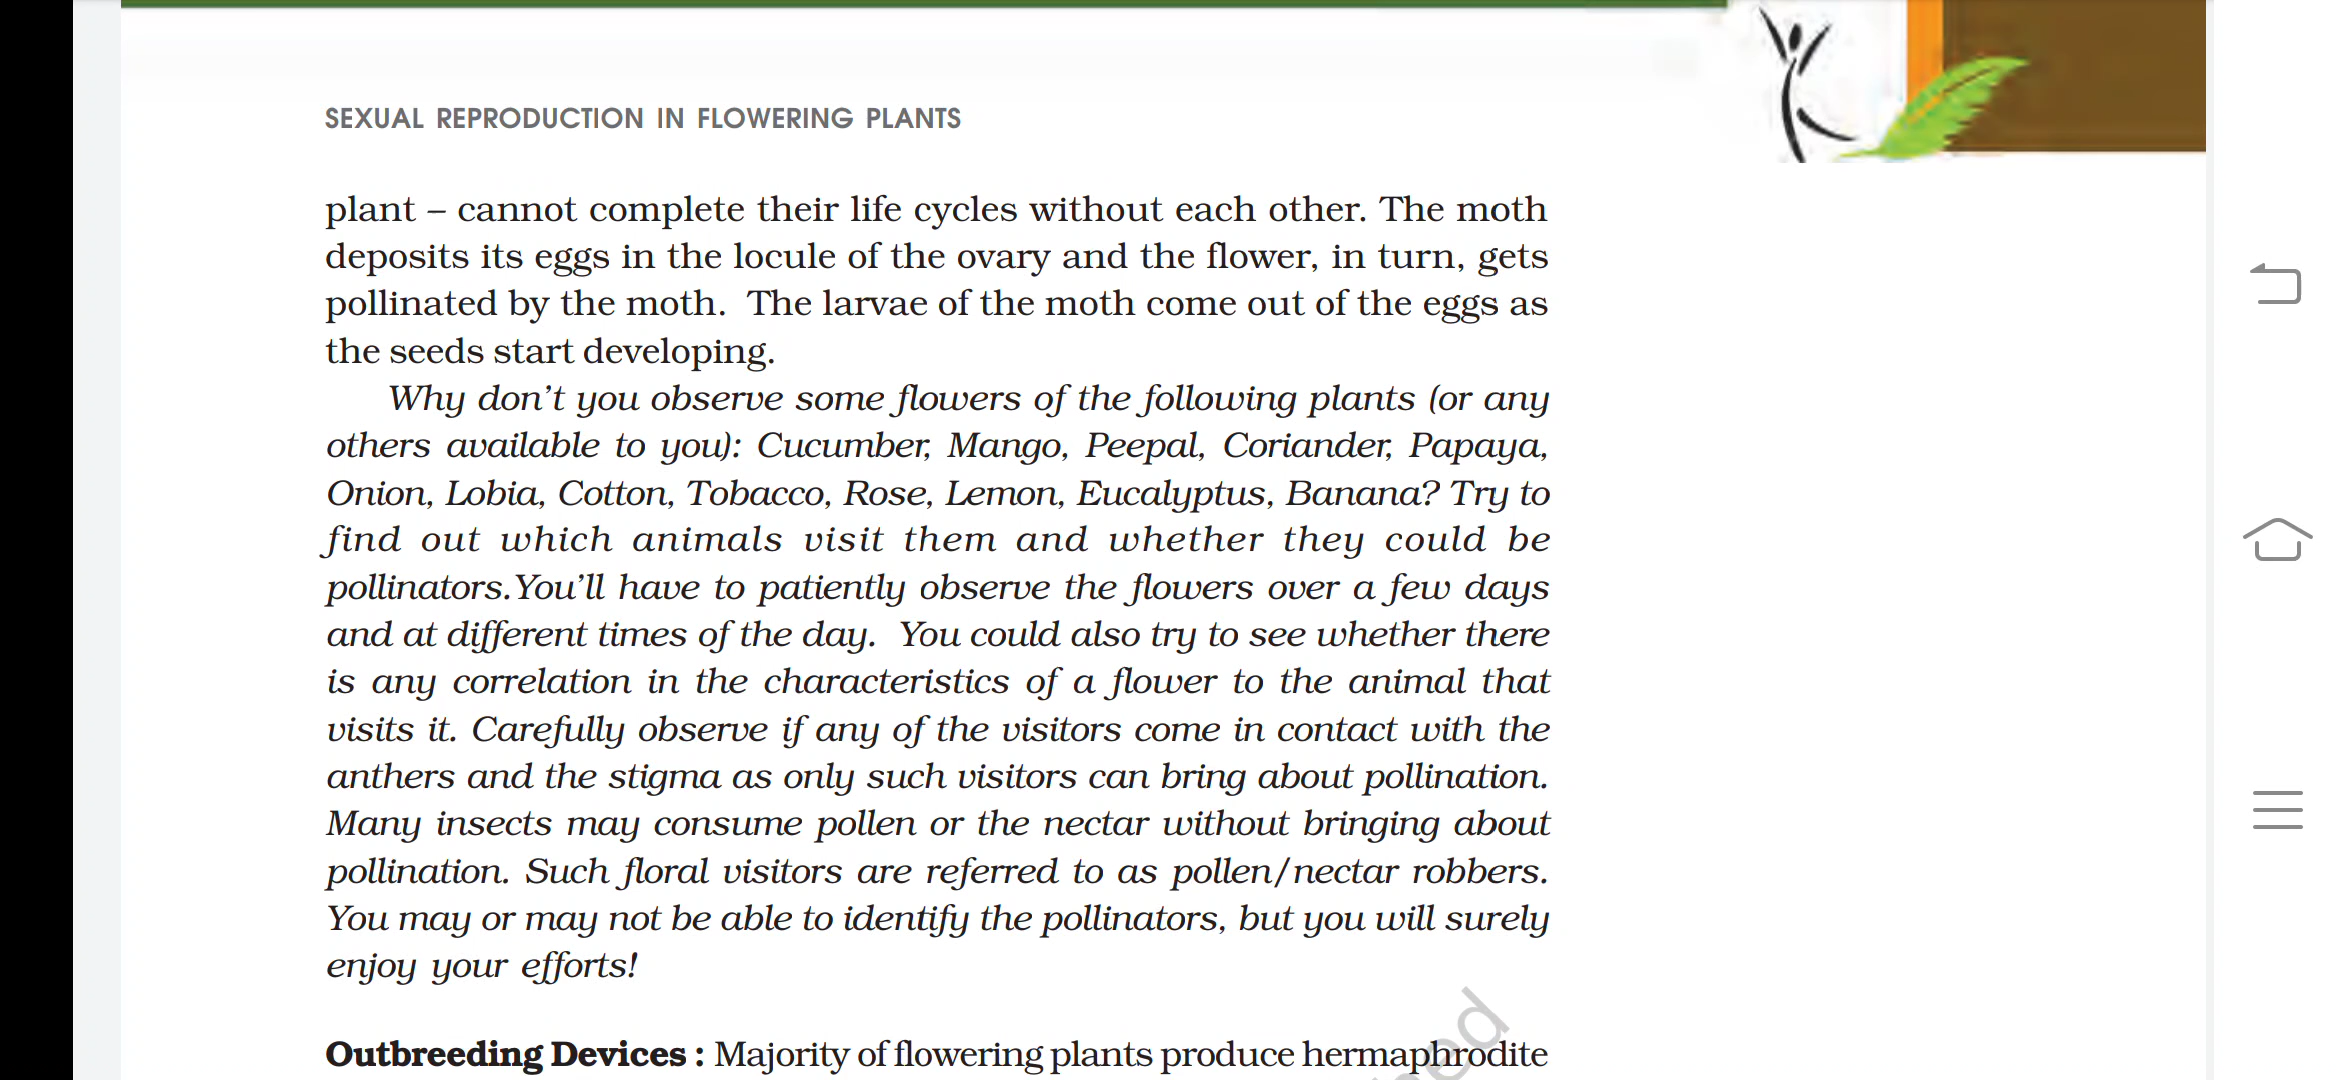 SEXUAL REPRODUCTION IN FLOWERING PLANTS
plant – cannot complete their life cycles without each other. The moth
deposits its eggs in the locule of the ovary and the flower, in turn, gets
pollinated by the moth.  The larvae of the moth come out of the eggs as
the seeds start developing.
Why don’t you observe some flowers of the following plants (or any
others available to you): Cucumber, Mango, Peepal, Coriander, Papaya,
Onion, Lobia, Cotton, Tobacco, Rose, Lemon, Eucalyptus, Banana? Try to
find out which animals visit them and whether they could be
pollinators.You’ll have to patiently observe the flowers over a few days
and at different times of the day.  You could also try to see whether there
is any correlation in the characteristics of a flower to the animal that
visits it. Carefully observe if any of the visitors come in contact with the
anthers and the stigma as only such visitors can bring about pollination.
Many insects may consume pollen or the nectar without bringing about
pollination. Such floral visitors are referred to as pollen/nectar robbers.
You may or may not be able to identify the pollinators, but you will surely
enjoy your efforts!
Outbreeding Devices : Majority of flowering plants produce hermaphrodite